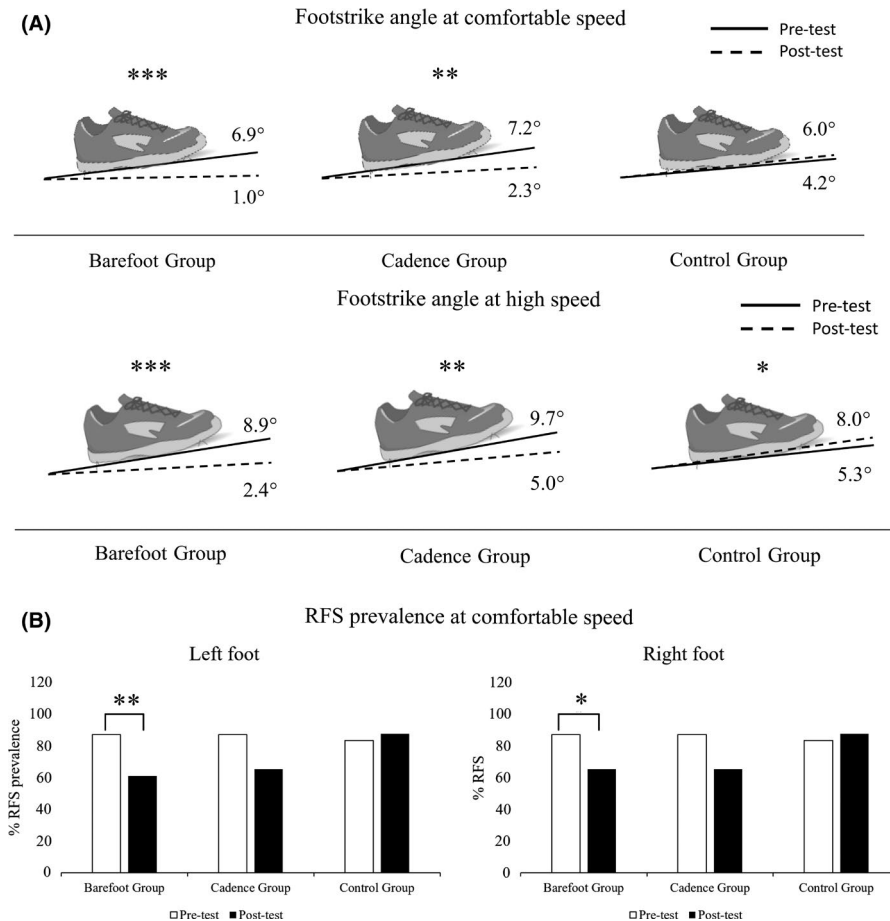 (A)
Footstrike angle at comfortable speed
Pre-test
Post-test
*** **
6.9° 7.2° 6.0°
1.0° 2.3° 4.2°
Barefoot Group Cadence Group Control Group
Footstrike angle at high speed
Pre-test
Post-test
*** ** *
8.9° 9.7° 8.0°
2.4° 5.0° 5.3°
Barefoot Group Cadence Group Control Group
(B)
RFS prevalence at comfortable speed
Left foot
% RFS prevalence
120
100
80
60
40
20
0
**
Barefoot Group Cadence Group Control Group
Pre-test Post-test
Right foot
% RFS
120
100
80
60
40
20
0
*
Barefoot Group Cadence Group Control Group
Pre-test Post-test